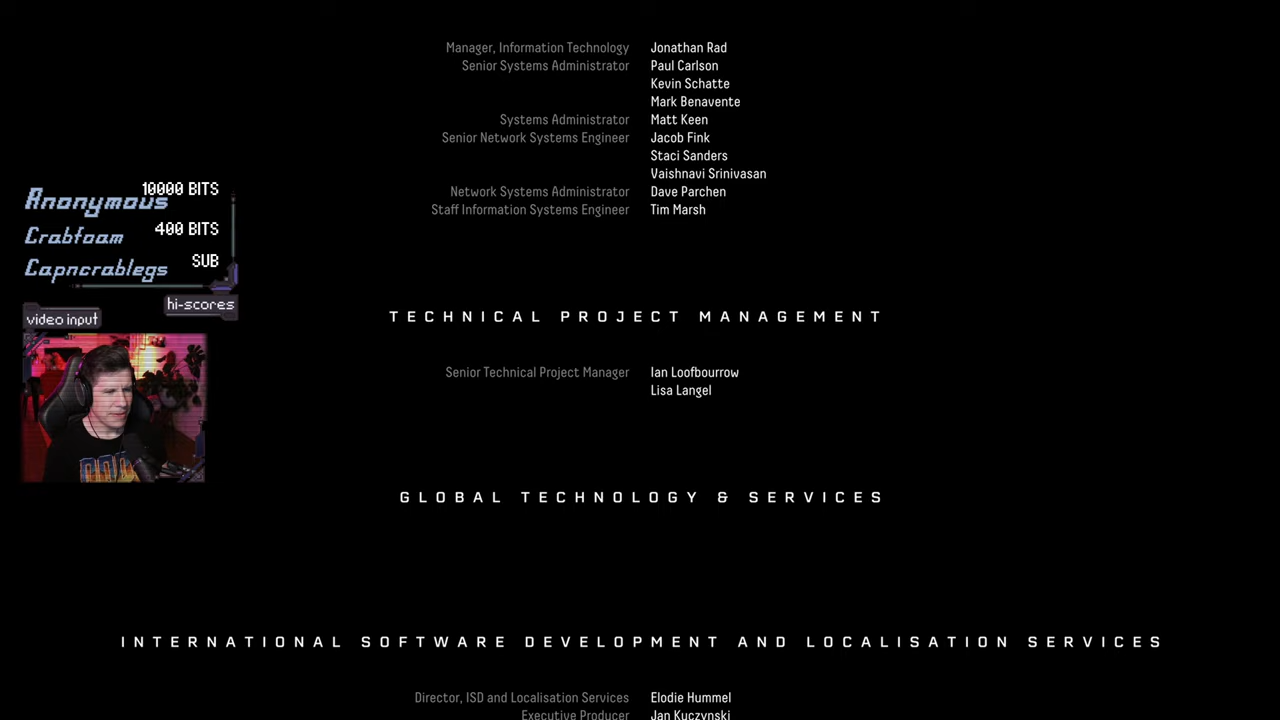 Manager, Information Technology Jonathan Rad
Senior Systems Administrator Paul Carlson
Kevin Schatte
Mark Benavente
Systems Administrator Matt Keen
Senior Network Systems Engineer Jacob Fink
Staci Sanders
Vaishnavi Srinivasan
Network Systems Administrator Dave Parchen
Staff Information Systems Engineer Tim Marsh
Anonymous 10000 BITS
Crabfoam 400 BITS
Capncrablegs SUB
hi-scores
video input
TECHNICAL PROJECT MANAGEMENT
Senior Technical Project Manager Ian Loofbourrow
Lisa Langel
GLOBAL TECHNOLOGY & SERVICES
INTERNATIONAL SOFTWARE DEVELOPMENT AND LOCALISATION SERVICES
Director, ISD and Localisation Services Elodie Hummel
Executive Producer Jan Kuczynski